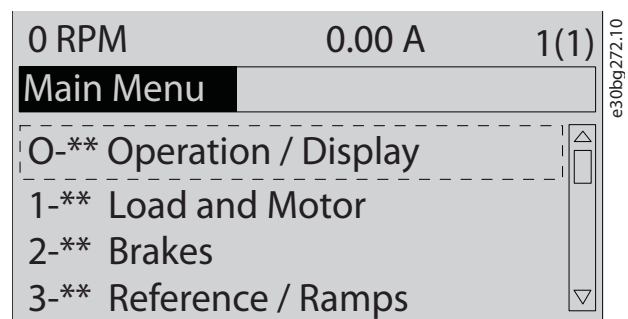 0 RPM 0.00 A 1(1)
Main Menu
O-** Operation / Display
1-** Load and Motor
2-** Brakes
3-** Reference / Ramps
e30bg272.10